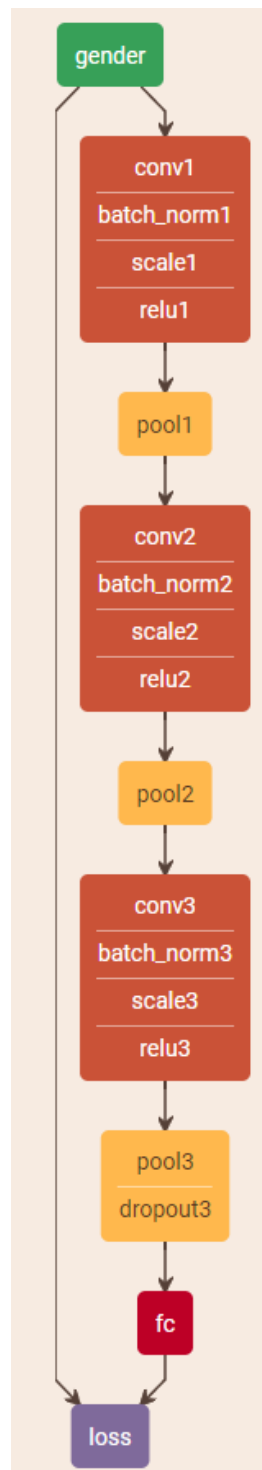 gender
conv1
batch_norm1
scale1
relu1
pool1
conv2
batch_norm2
scale2
relu2
pool2
conv3
batch_norm3
scale3
relu3
pool3
dropout3
fc
loss